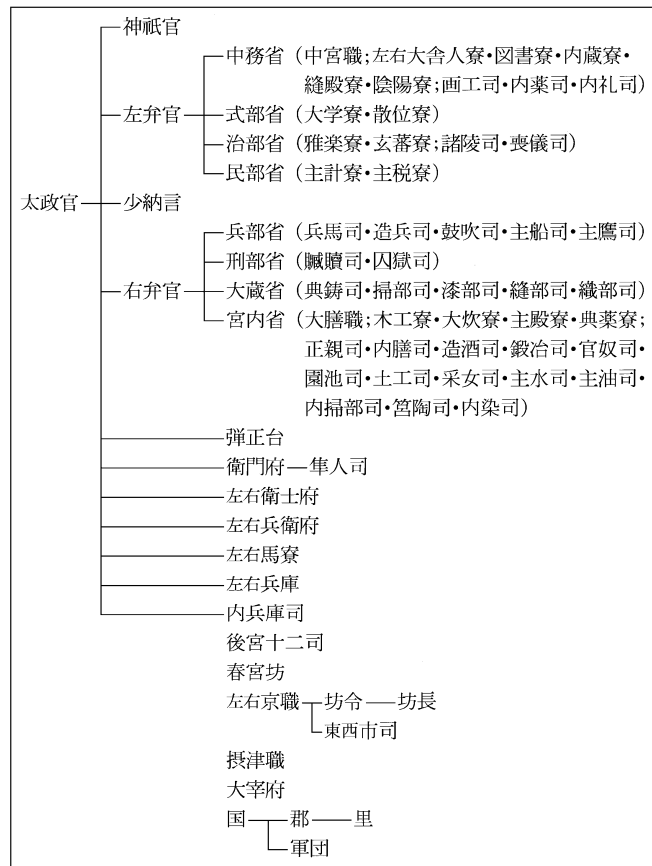 神祇官
中務省（中宮職;左右大舎人寮・図書寮・内蔵寮・
縫殿寮・陰陽寮;画工司・内薬司・内礼司）
左弁官 式部省（大学寮・散位寮）
治部省（雅楽寮・玄蕃寮;諸陵司・喪儀司）
民部省（主計寮・主税寮）
太政官 少納言
兵部省（兵馬司・造兵司・鼓吹司・主船司・主鷹司）
刑部省（贓贖司・囚獄司）
右弁官 大蔵省（典鋳司・掃部司・漆部司・縫部司・織部司）
宮内省（大膳職;木工寮・大炊寮・主殿寮・典薬寮;
正親司・内膳司・造酒司・鍛冶司・官奴司・
園池司・土工司・采女司・主水司・主油司・
内掃部司・筥陶司・内染司）
弾正台
衛門府 隼人司
左右衛士府
左右兵衛府
左右馬寮
左右兵庫
内兵庫司
後宮十二司
春宮坊
左右京職 坊令 坊長
東西市司
摂津職
大宰府
国 郡 里
軍団